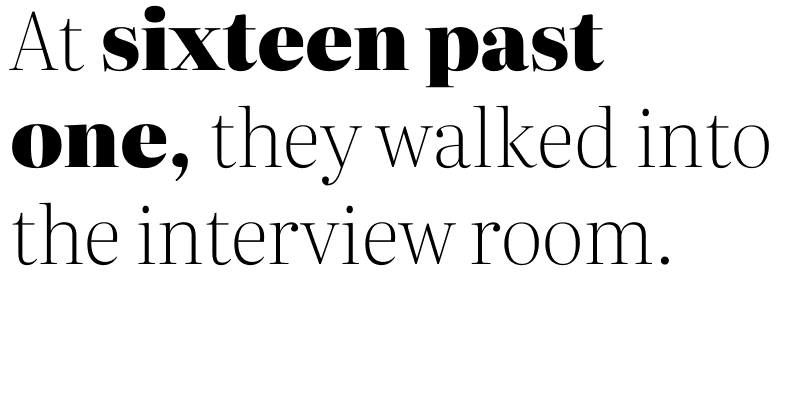 At sixteen past
one, they walked into
the interview room.